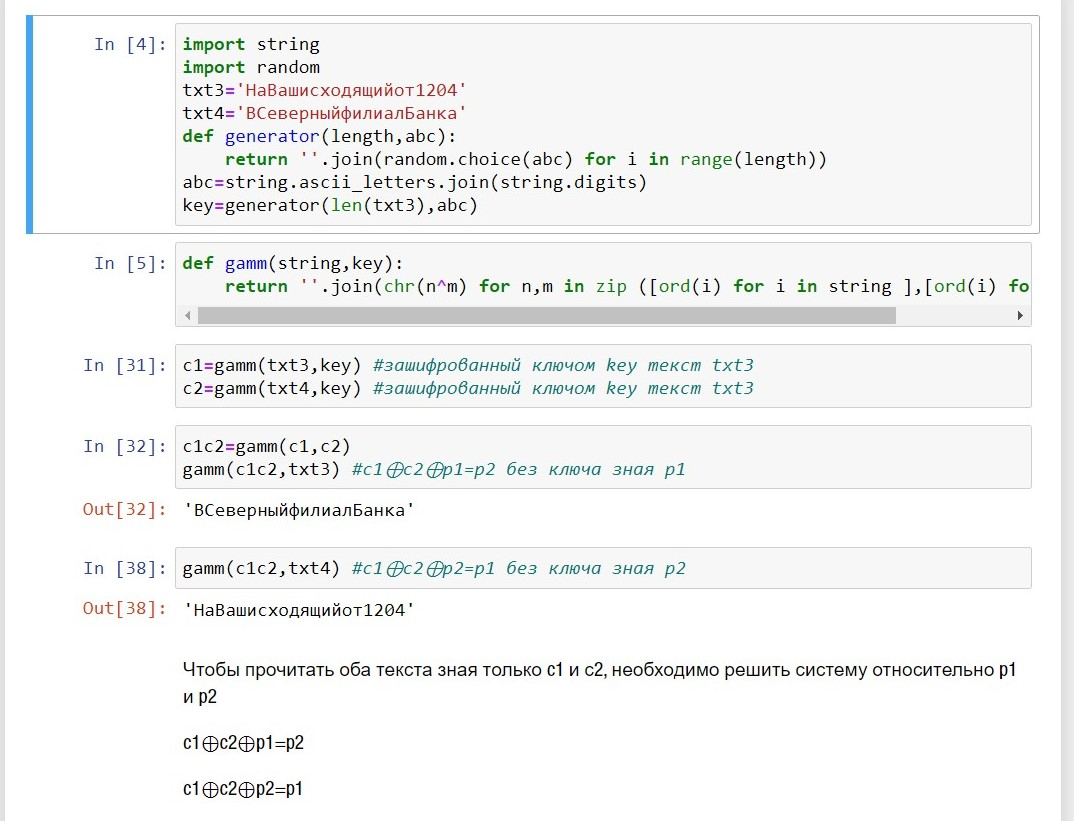 In [4]: import string
import random
txt3='НаВашисходящийот1204'
txt4='ВСеверныйфилиалБанка'
def generator(length,abc):
    return ''.join(random.choice(abc) for i in range(length))
abc=string.ascii_letters.join(string.digits)
key=generator(len(txt3),abc)
In [5]: def gamm(string,key):
    return ''.join(chr(n^m) for n,m in zip ([ord(i) for i in string ],[ord(i) fo
In [31]: c1=gamm(txt3,key) #зашифрованный ключом key текст txt3
c2=gamm(txt4,key) #зашифрованный ключом key текст txt3
In [32]: c1c2=gamm(c1,c2)
gamm(c1c2,txt3) #c1⨁c2⨁p1=p2 без ключа зная p1
Out[32]: 'ВСеверныйфилиалБанка'
In [38]: gamm(c1c2,txt4) #c1⨁c2⨁p2=p1 без ключа зная p2
Out[38]: 'НаВашисходящийот1204'
Чтобы прочитать оба текста зная только c1 и c2, необходимо решить систему относительно p1
и p2
c1⨁c2⨁p1=p2
c1⨁c2⨁p2=p1